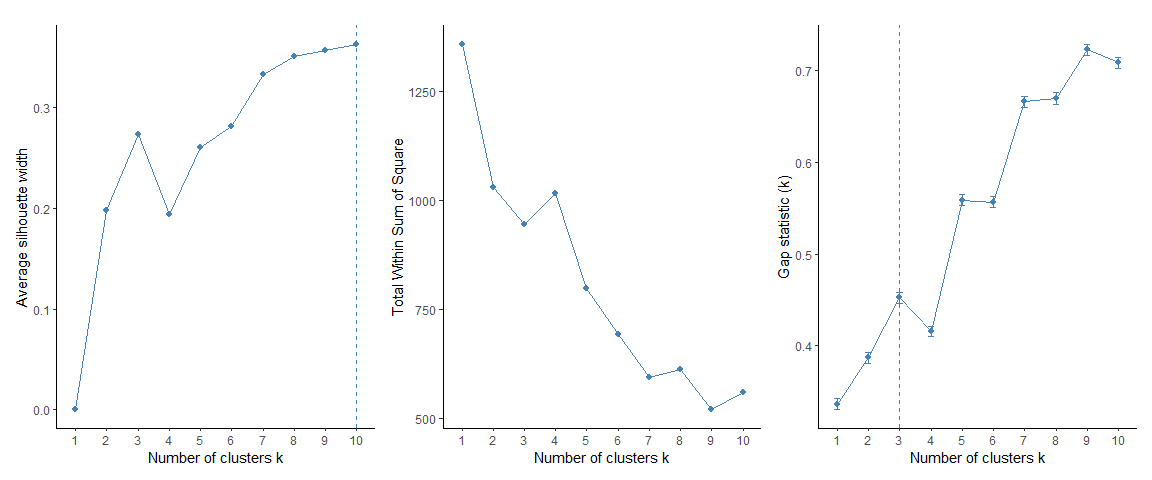 Average silhouette width
0.3
0.2
0.1
0.0
1 2 3 4 5 6 7 8 9 10
Number of clusters k
Total Within Sum of Square
1250
1000
750
500
1 2 3 4 5 6 7 8 9 10
Number of clusters k
Gap statistic (k)
0.7
0.6
0.5
0.4
1 2 3 4 5 6 7 8 9 10
Number of clusters k